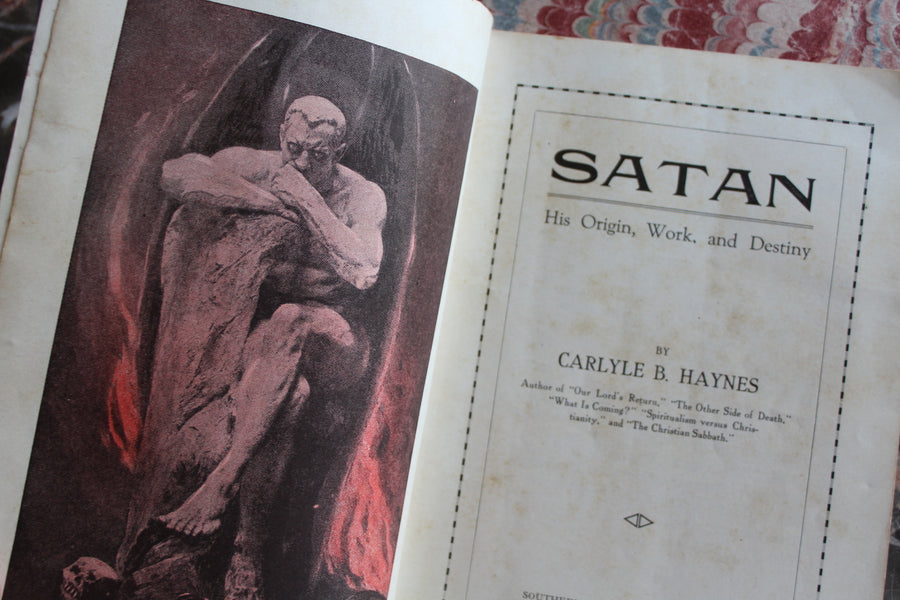 SATAN
His Origin, Work, and Destiny
BY
CARLYLE B. HAYNES
Author of "Our Lord's Return," "The Other Side of Death,"
"What Is Coming?" "Spiritualism versus Chris-
tianity," and "The Christian Sabbath."